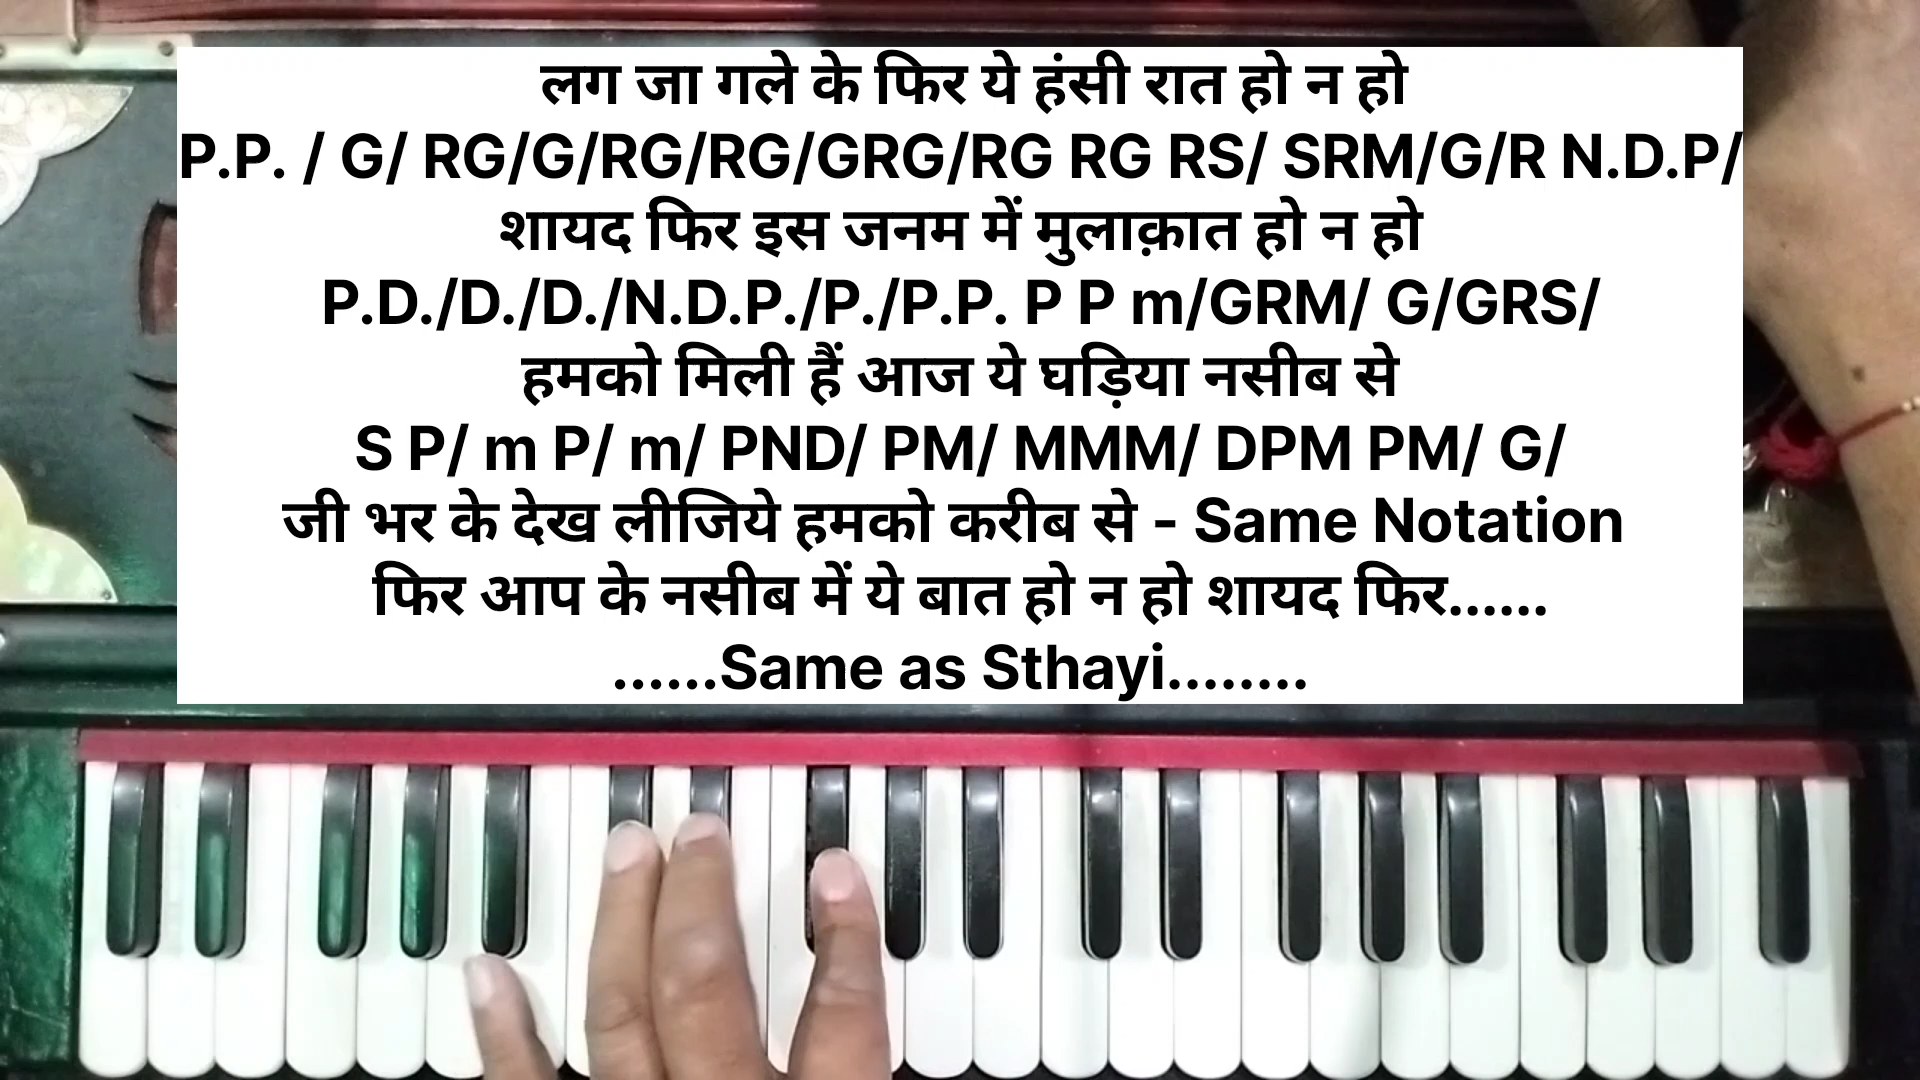 लग जा गले के फिर ये हंसी रात हो न हो
P.P. / G/ RG/G/RG/RG/GRG/RG RG RS/ SRM/G/R N.D.P/
शायद फिर इस जनम में मुलाक़ात हो न हो
P.D./D./D./N.D.P./P./P.P. P P m/GRM/ G/GRS/
हमको मिली हैं आज ये घड़िया नसीब से
S P/ m P/ m/ PND/ PM/ MMM/ DPM PM/ G/
जी भर के देख लीजिये हमको करीब से - Same Notation
फिर आप के नसीब में ये बात हो न हो शायद फिर......
......Same as Sthayi........